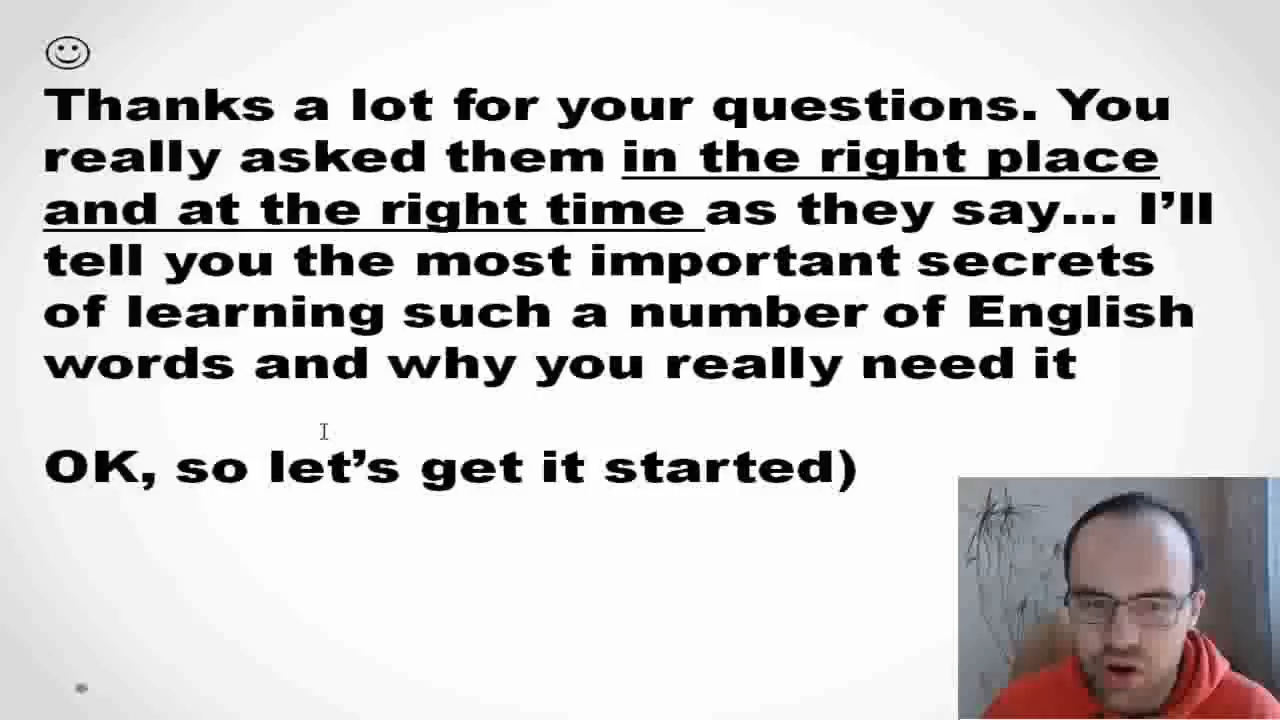 Thanks a lot for your questions. You
really asked them in the right place
and at the right time as they say... I’ll
tell you the most important secrets
of learning such a number of English
words and why you really need it
OK, so let’s get it started)